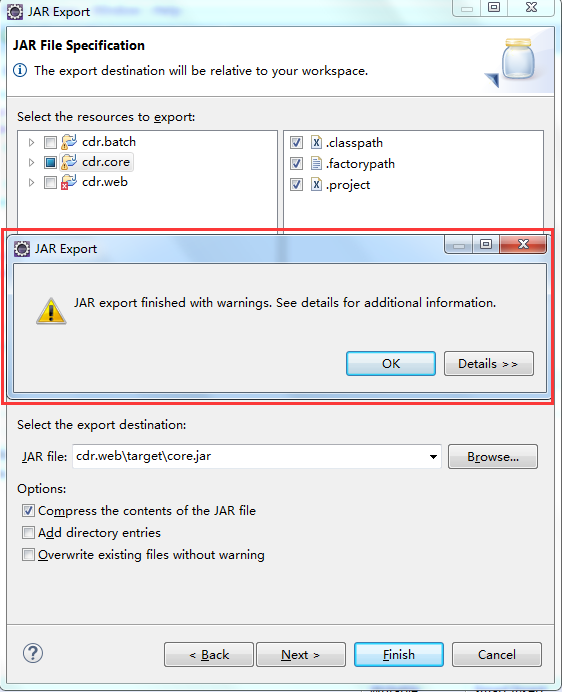 JAR Export
JAR File Specification
The export destination will be relative to your workspace.
Select the resources to export:
cdr.batch
cdr.core
cdr.web
.classpath
.factorypath
.project
JAR Export
JAR export finished with warnings. See details for additional information.
OK
Details >>
Select the export destination:
JAR file:
cdr.web\target\core.jar
Browse...
Options:
Compress the contents of the JAR file
Add directory entries
Overwrite existing files without warning
?
< Back
Next >
Finish
Cancel